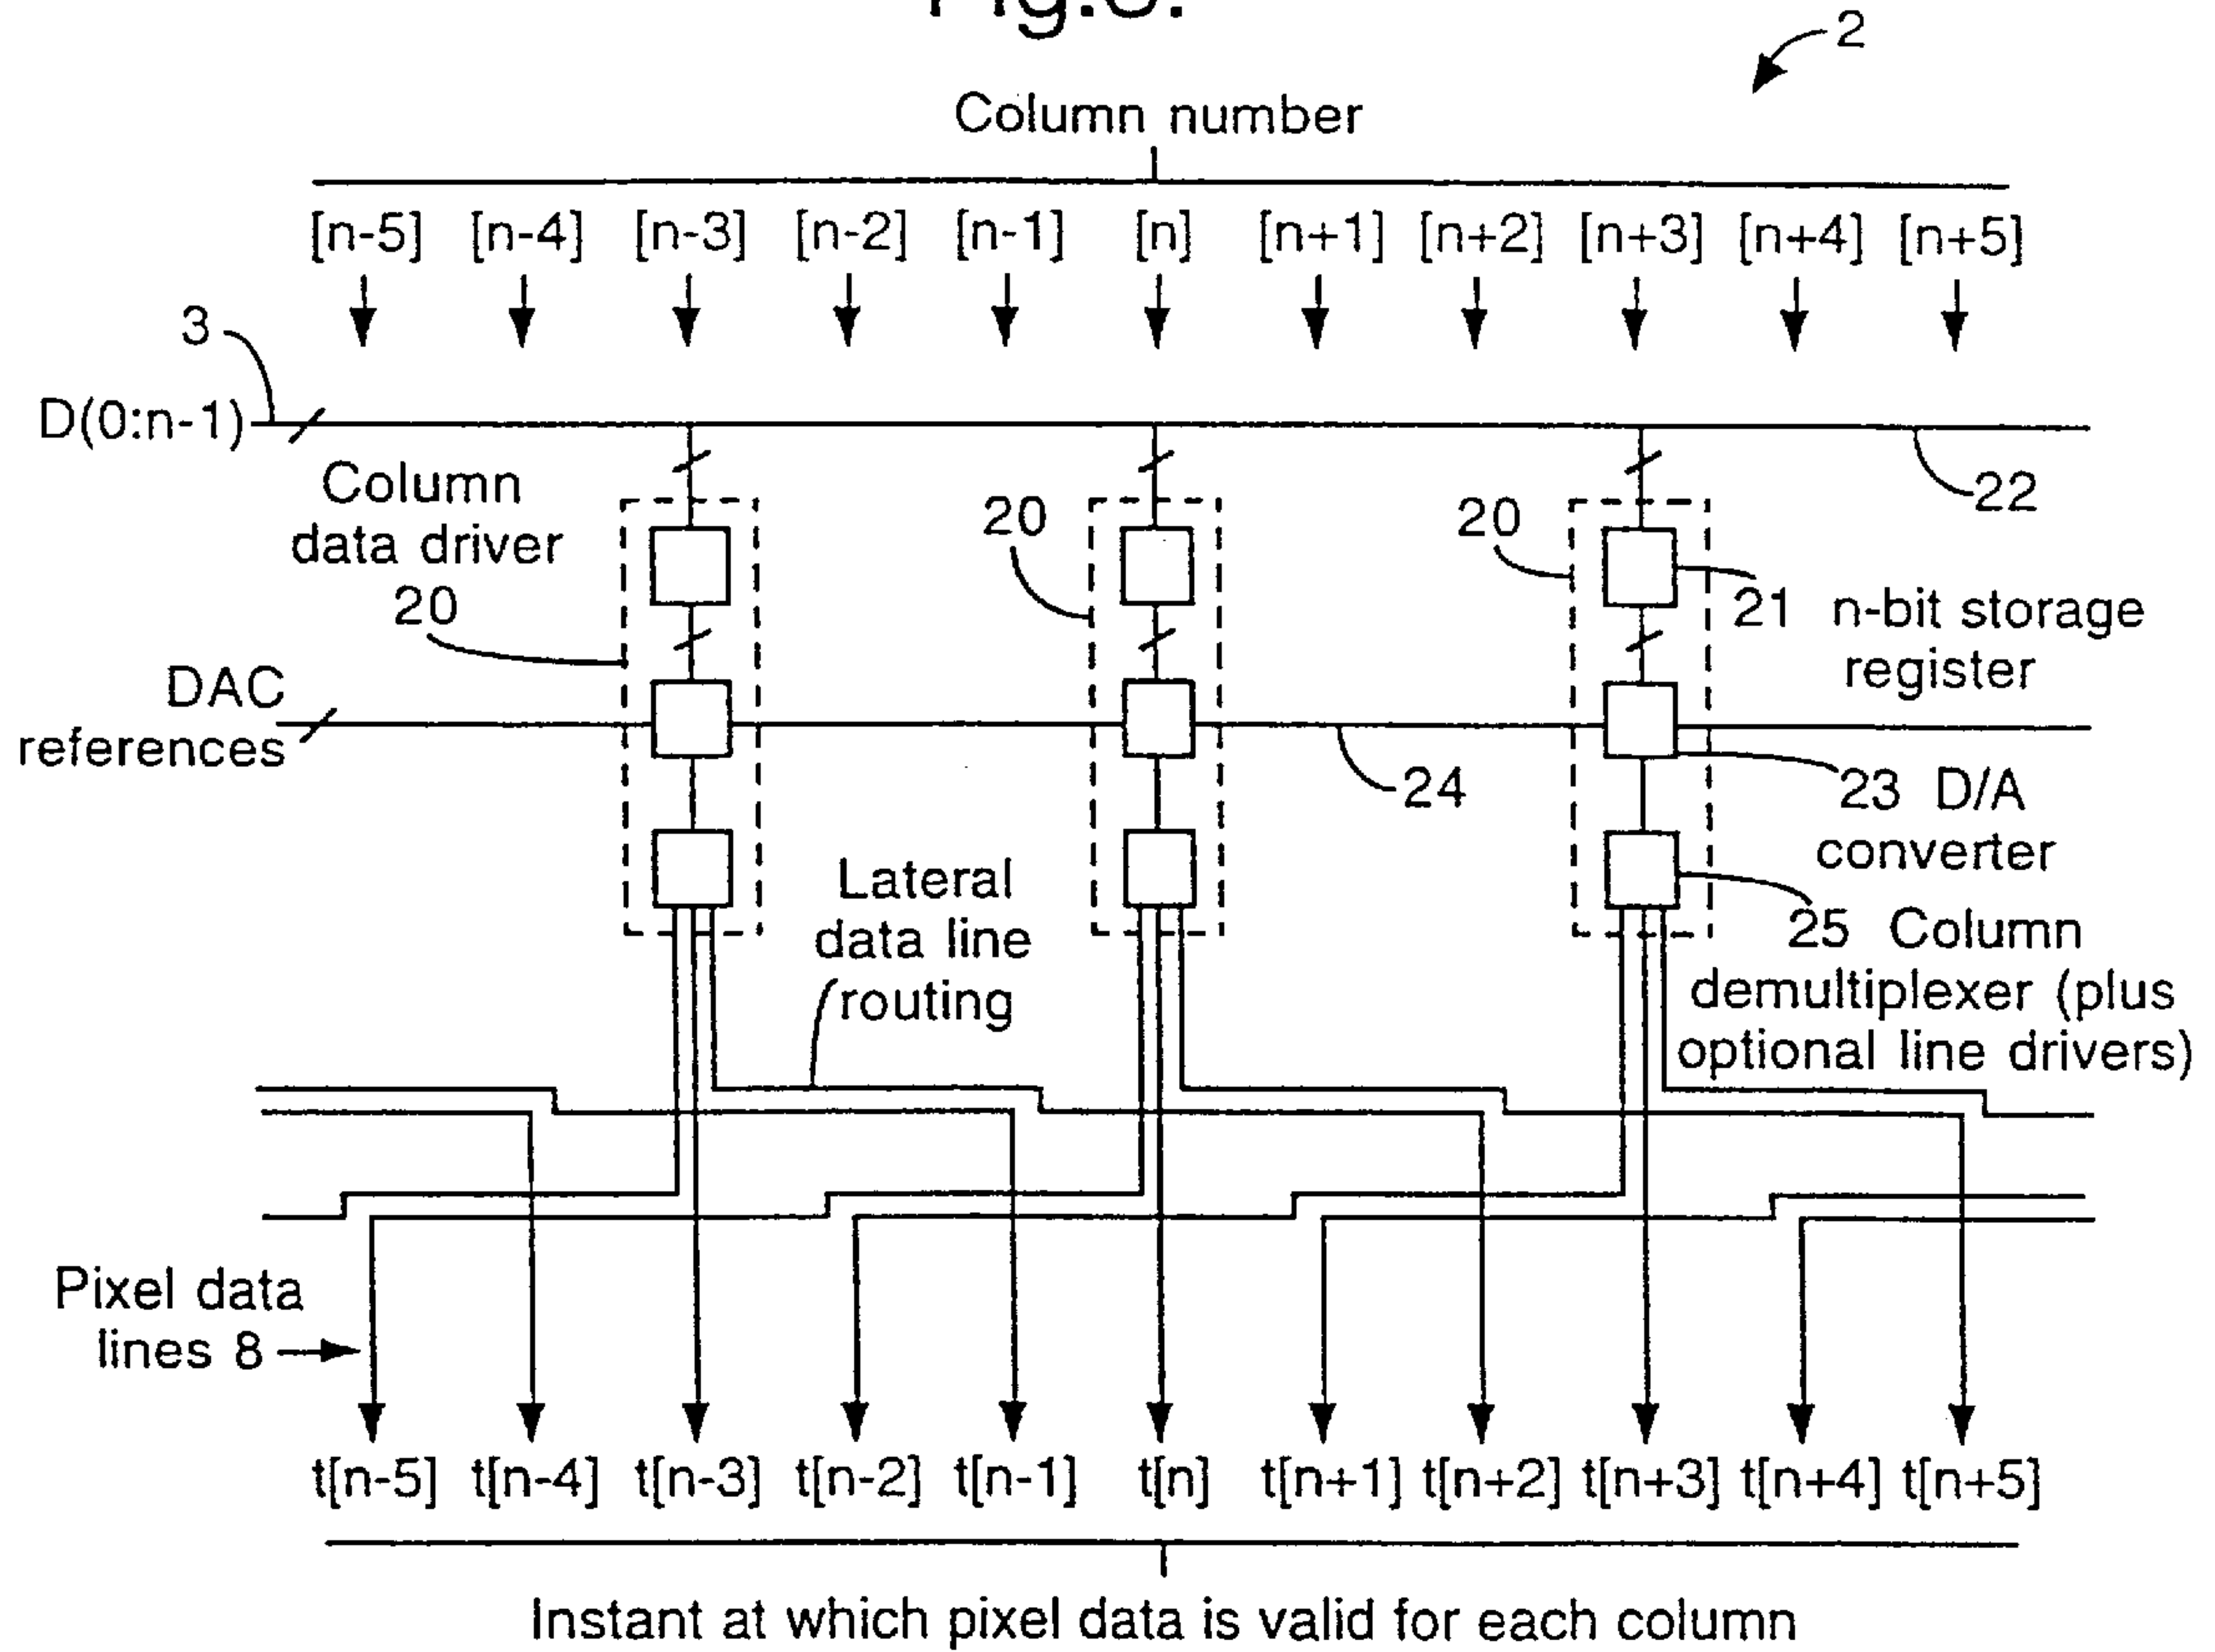 2
Column number
[n-5] [n-4] [n-3] [n-2] [n-1] [n] [n+1] [n+2] [n+3] [n+4] [n+5]
3
D(0:n-1)
22
Column
data driver
20
20
20
21 n-bit storage
register
DAC
references
24
23 D/A
converter
Lateral
data line
routing
25 Column
demultiplexer (plus
optional line drivers)
Pixel data
lines 8
t[n-5] t[n-4] t[n-3] t[n-2] t[n-1] t[n] t[n+1] t[n+2] t[n+3] t[n+4] t[n+5]
Instant at which pixel data is valid for each column